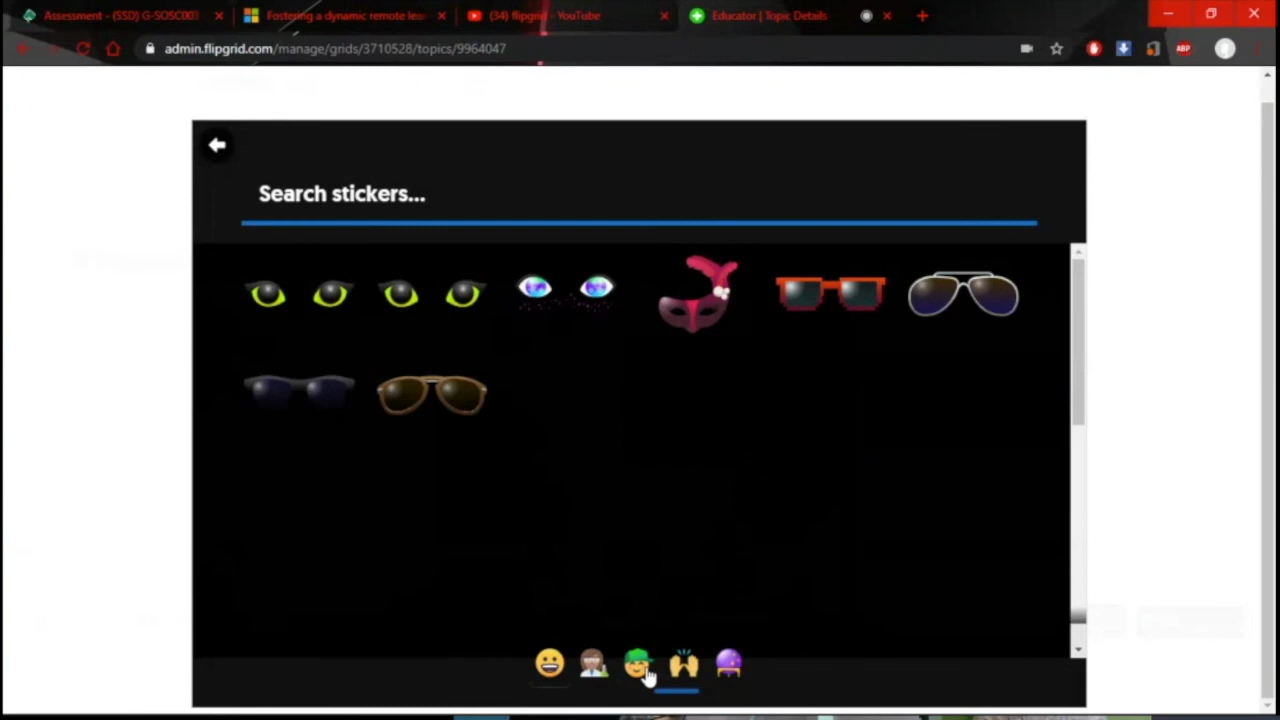 Assessment - (SSD) G-SOSC003
Fostering a dynamic remote lea
(34) flipgrid - YouTube
Educator | Topic Details
admin.flipgrid.com/manage/grids/3710528/topics/9964047
ABP
Search stickers...